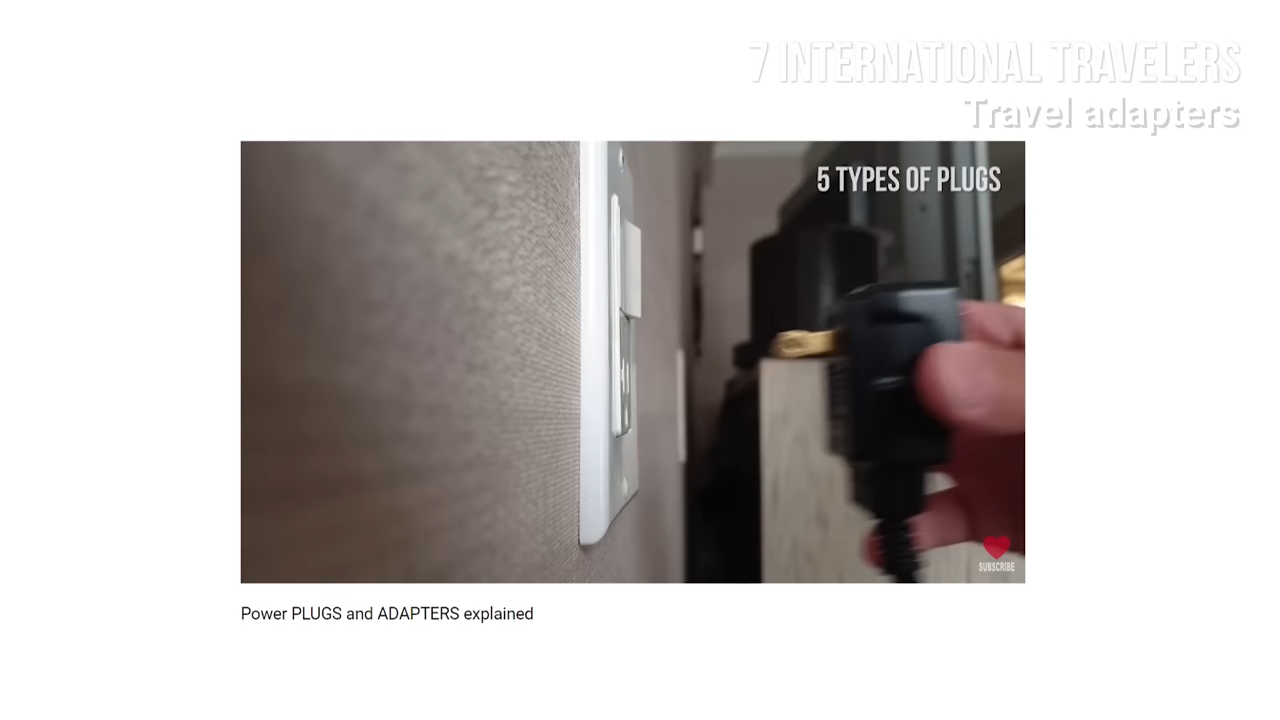 7 INTERNATIONAL TRAVELERS
Travel adapters
5 TYPES OF PLUGS
SUBSCRIBE
Power PLUGS and ADAPTERS explained